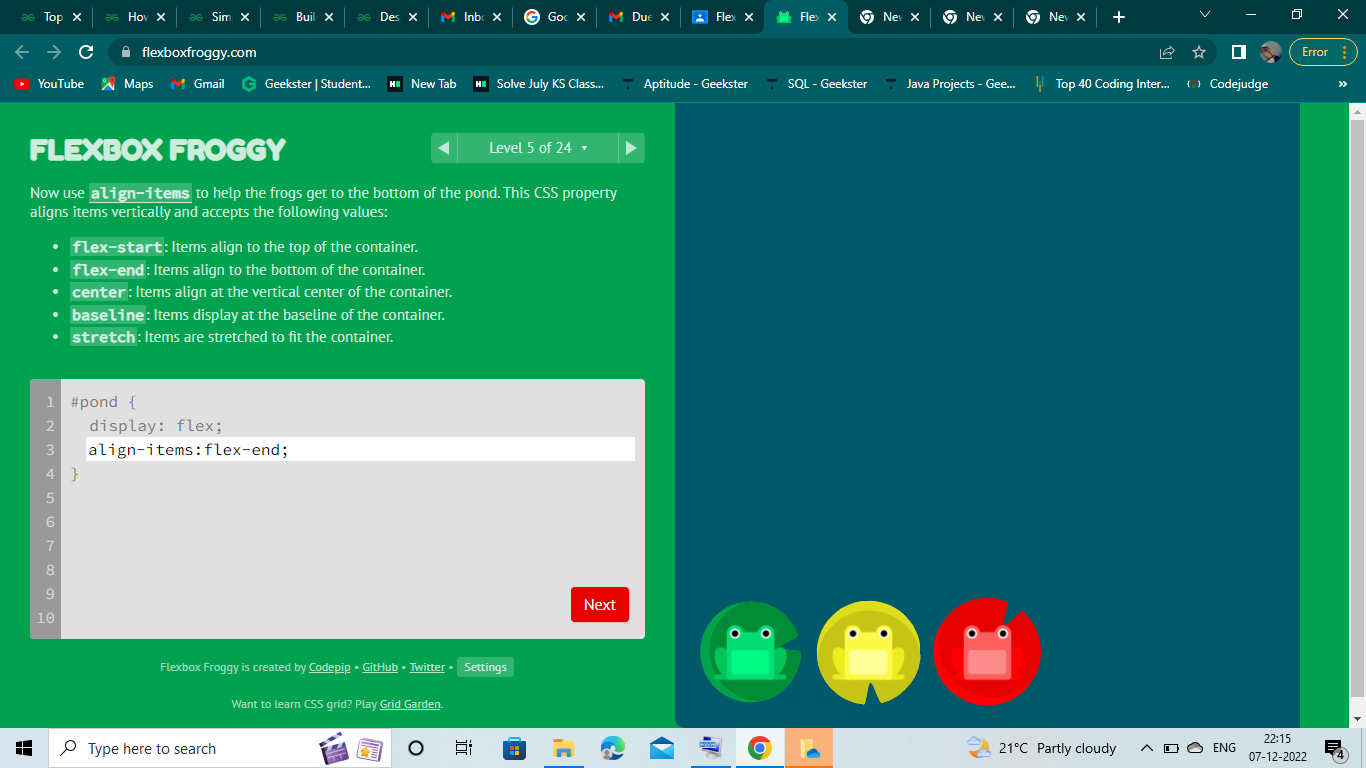 Top
How
Sim
Buil
Des
Inbo
Goo
Due
Flex
Flex
New
New
New
flexboxfroggy.com
Error
YouTube
Maps
Gmail
Geekster | Student...
New Tab
Solve July KS Class...
Aptitude - Geekster
SQL - Geekster
Java Projects - Gee...
Top 40 Coding Inter...
Codejudge
»
FLEXBOX FROGGY
Level 5 of 24
Now use align-items to help the frogs get to the bottom of the pond. This CSS property
aligns items vertically and accepts the following values:
• flex-start: Items align to the top of the container.
• flex-end: Items align to the bottom of the container.
• center: Items align at the vertical center of the container.
• baseline: Items display at the baseline of the container.
• stretch: Items are stretched to fit the container.
1 #pond {
2 display: flex;
3 align-items:flex-end;
4 }
5
6
7
8
9
10
Next
Flexbox Froggy is created by Codepip • GitHub • Twitter • Settings
Want to learn CSS grid? Play Grid Garden.
Type here to search
21°C Partly cloudy
ENG
22:15
07-12-2022
4